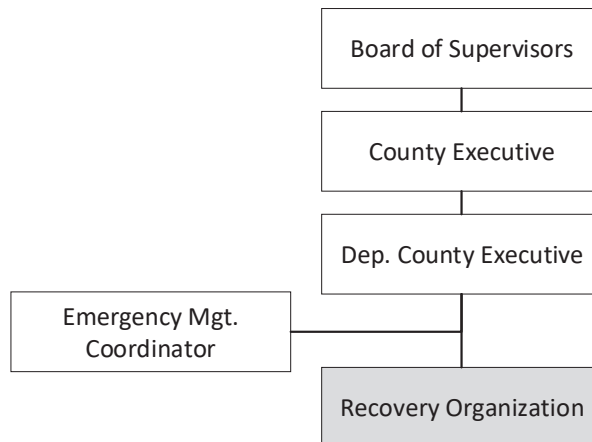 Board of Supervisors
County Executive
Dep. County Executive
Emergency Mgt.
Coordinator
Recovery Organization